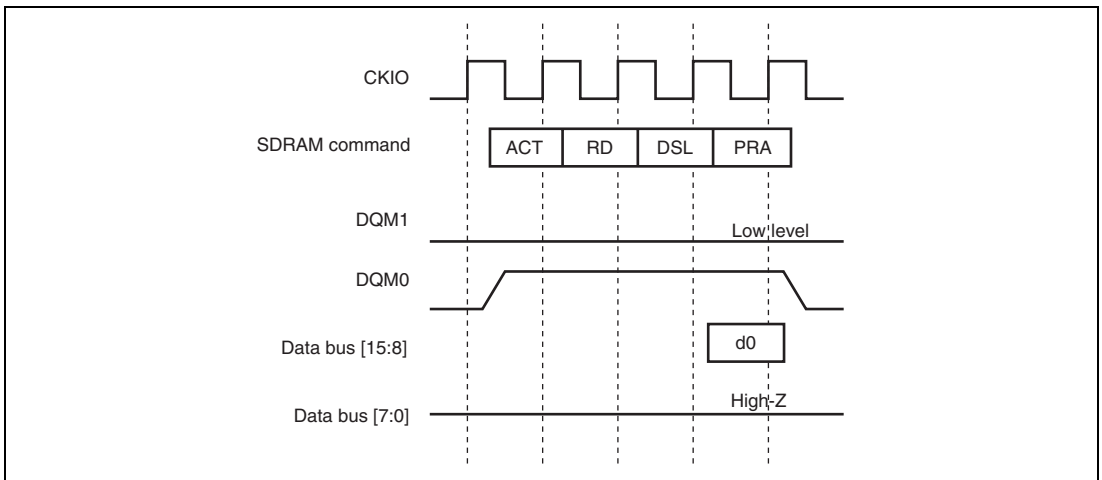 CKIO
SDRAM command ACT RD DSL PRA
DQM1 Low level
DQM0
Data bus [15:8] d0
Data bus [7:0] High-Z